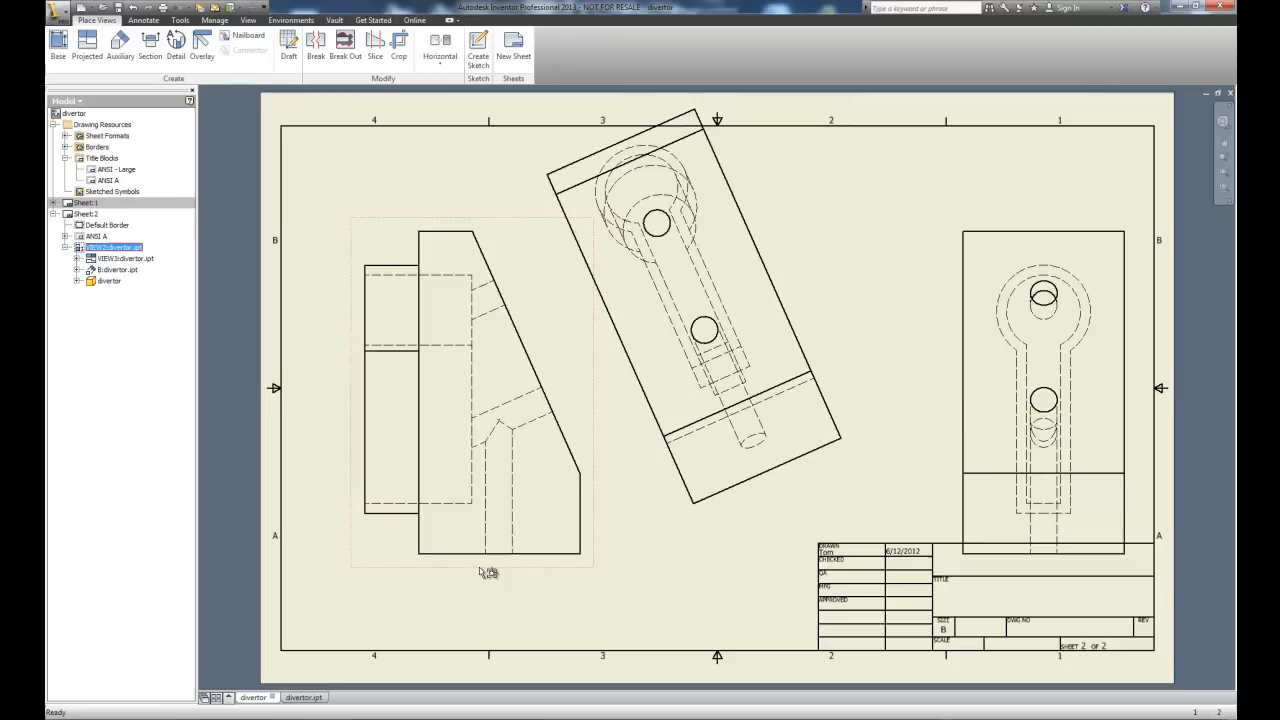 Autodesk Inventor Professional 2013 - NOT FOR RESALE   divertor
Type a keyword or phrase
Sign In
PRO
Place Views
Annotate
Tools
Manage
View
Environments
Vault
Get Started
Online
Base
Projected
Auxiliary
Section
Detail
Overlay
Nailboard
Connector
Draft
Break
Break Out
Slice
Crop
Horizontal
Create
Sketch
New Sheet
Create
Modify
Sketch
Sheets
Model
divertor
Drawing Resources
Sheet Formats
Borders
Title Blocks
ANSI - Large
ANSI A
Sketched Symbols
Sheet:1
Sheet:2
Default Border
ANSI A
VIEW2:divertor.ipt
VIEW3:divertor.ipt
B:divertor.ipt
divertor
4
3
2
1
B
B
A
A
DRAWN
Tom
6/12/2012
CHECKED
QA
MFG
APPROVED
TITLE
SIZE
B
DWG NO
REV
SCALE
SHEET 2 OF 2
4
3
2
1
divertor
divertor.ipt
Ready
1
2